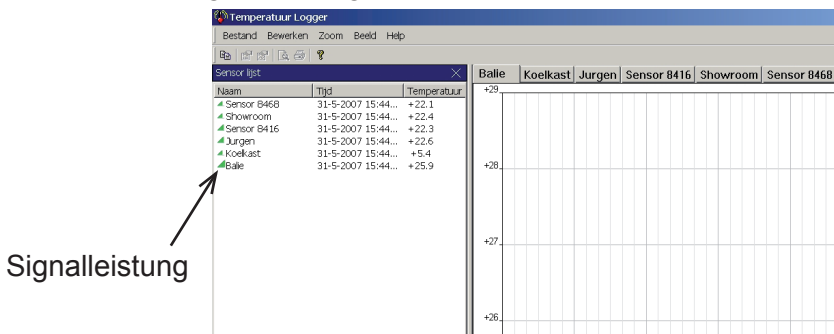 Temperatuur Logger
Bestand Bewerken Zoom Beeld Help
Sensor lijst
Naam Tijd Temperatuur
Sensor 8468 31-5-2007 15:44... +22.1
Showroom 31-5-2007 15:44... +22.4
Sensor 8416 31-5-2007 15:44... +22.3
Jurgen 31-5-2007 15:44... +22.6
Koelkast 31-5-2007 15:44... +5.4
Balie 31-5-2007 15:44... +25.9
Signalleistung
Balie Koelkast Jurgen Sensor 8416 Showroom Sensor 8468
+29
+28
+27
+26